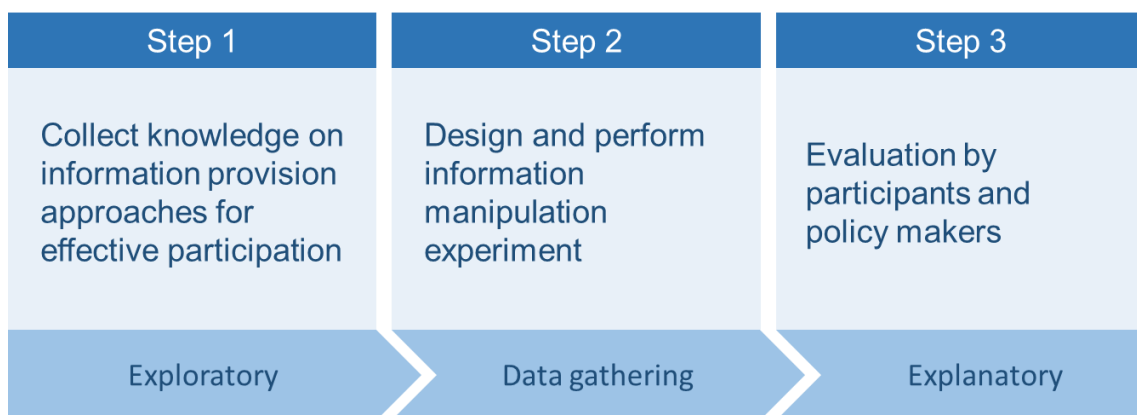 Step 1
Collect knowledge on
information provision
approaches for
effective participation
Exploratory
Step 2
Design and perform
information
manipulation
experiment
Data gathering
Step 3
Evaluation by
participants and
policy makers
Explanatory